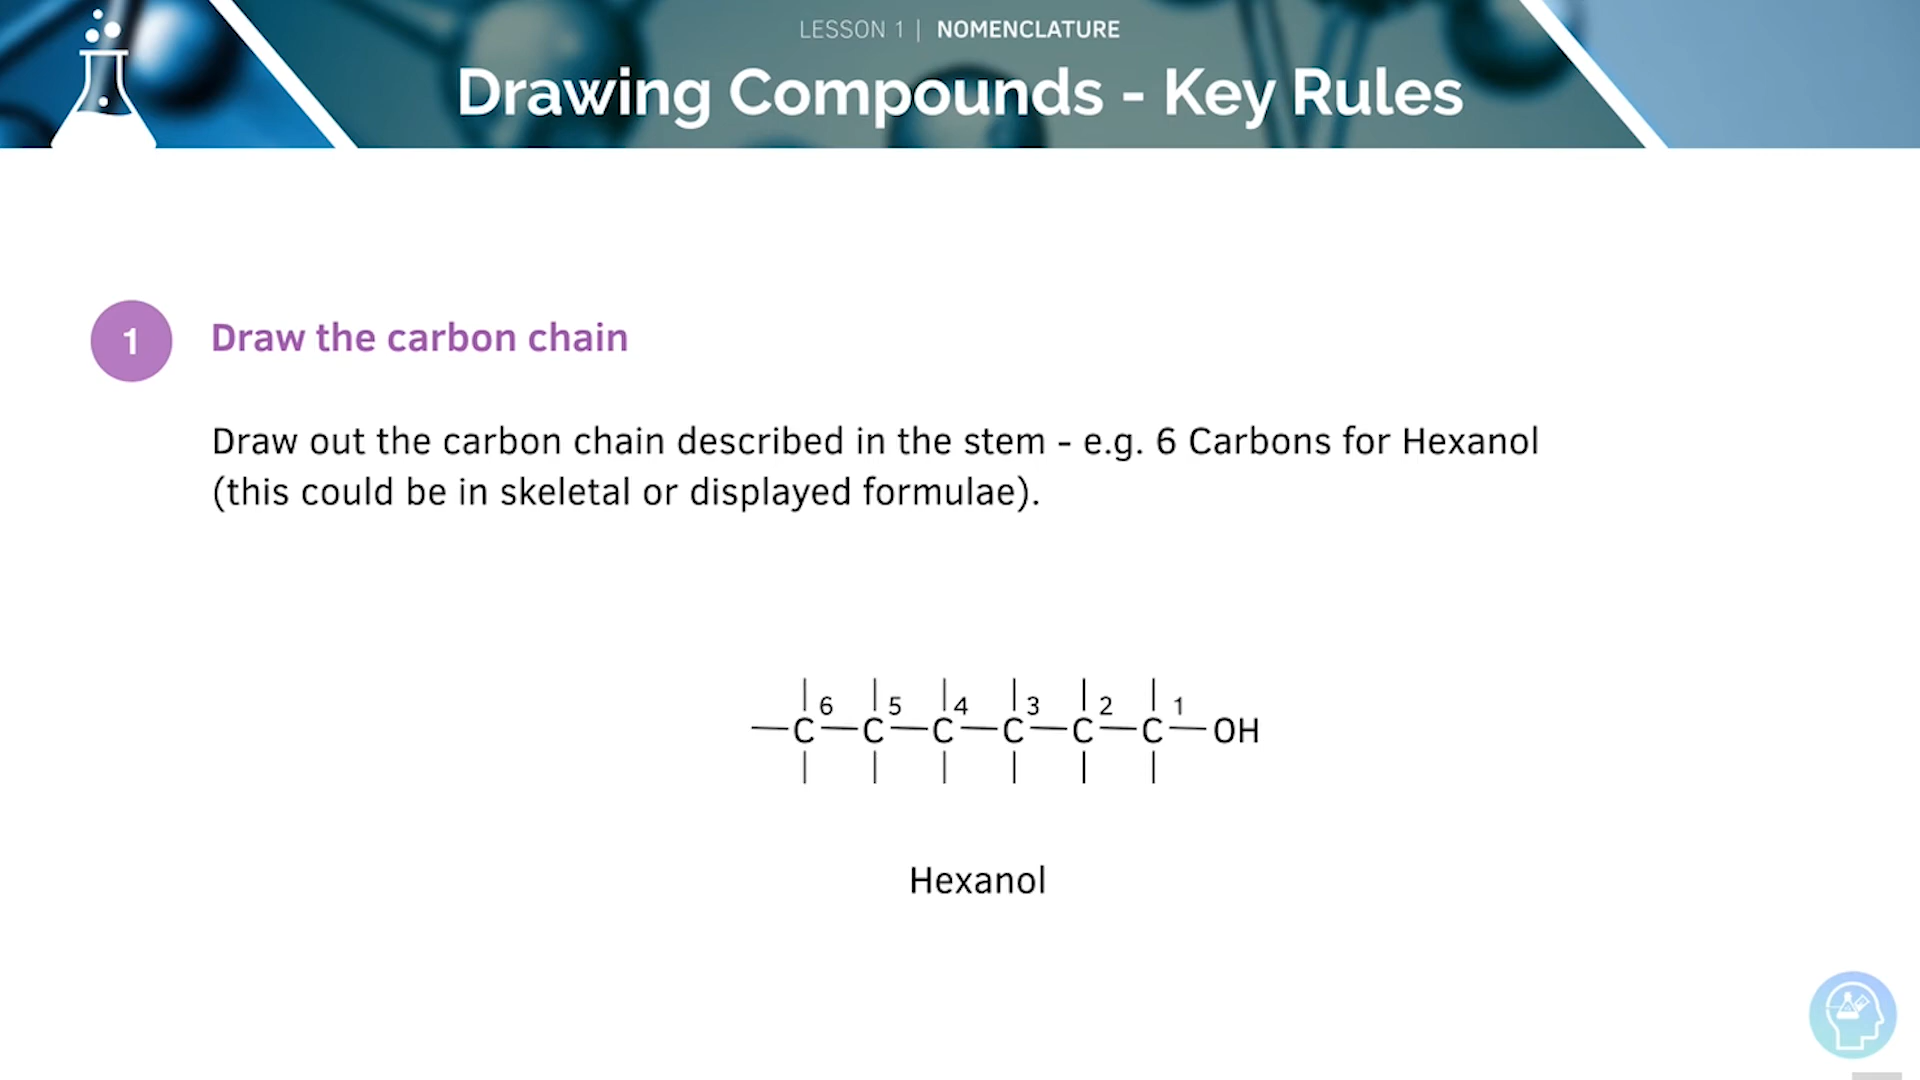 LESSON 1 | NOMENCLATURE
Drawing Compounds - Key Rules
1 Draw the carbon chain
Draw out the carbon chain described in the stem - e.g. 6 Carbons for Hexanol
(this could be in skeletal or displayed formulae).
6 5 4 3 2 1
C C C C C C OH
Hexanol